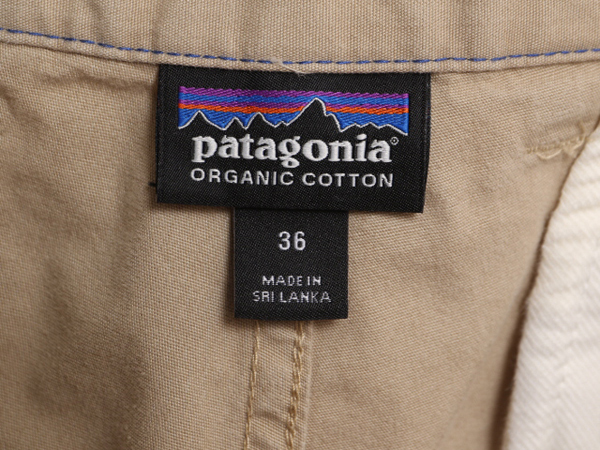 patagonia®
ORGANIC COTTON
36
MADE IN
SRI LANKA